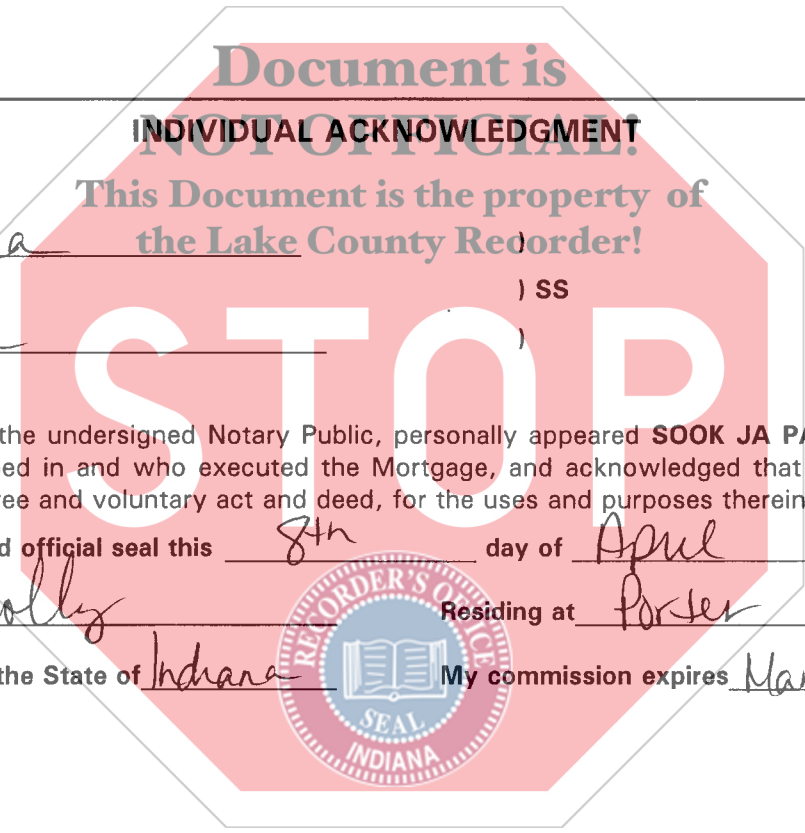 Document is
INDIVIDUAL ACKNOWLEDGMENT
NOT OFFICIAL!
This Document is the property of
the Lake County Recorder!
a )
) SS
)
STOP
the undersigned Notary Public, personally appeared SOOK JA PA
ed in and who executed the Mortgage, and acknowledged that
ree and voluntary act and deed, for the uses and purposes therein
d official seal this 8th day of April
olly Residing at Porter
the State of Indiana My commission expires Mar
RECORDER'S OFFICE
SEAL
INDIANA